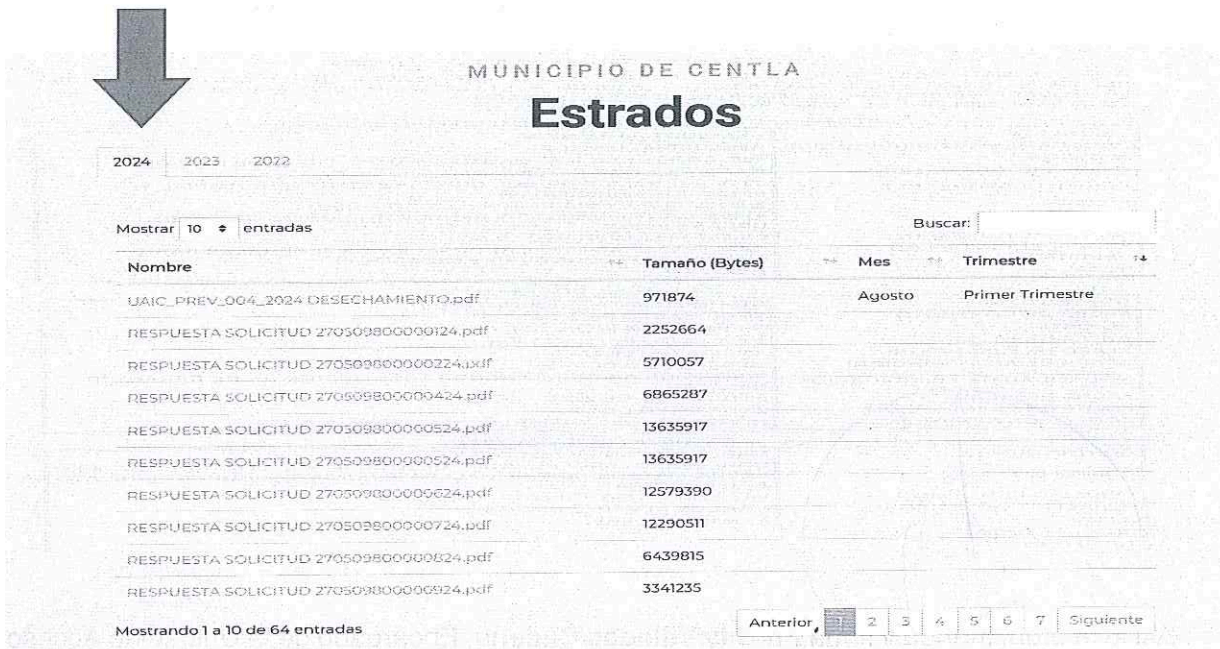 MUNICIPIO DE CENTLA
Estrados
2024 2023 2022
Mostrar 10 entradas Buscar:
Nombre Tamaño (Bytes) Mes Trimestre
UAIC_PREV_004_2024 DESECHAMIENTO.pdf 971874 Agosto Primer Trimestre
RESPUESTA SOLICITUD 270509800000124.pdf 2252664
RESPUESTA SOLICITUD 270509800000224.pdf 5710057
RESPUESTA SOLICITUD 270509800000424.pdf 6865287
RESPUESTA SOLICITUD 270509800000524.pdf 13635917
RESPUESTA SOLICITUD 270509800000524.pdf 13635917
RESPUESTA SOLICITUD 270509800000624.pdf 12579390
RESPUESTA SOLICITUD 270509800000724.pdf 12290511
RESPUESTA SOLICITUD 270509800000824.pdf 6439815
RESPUESTA SOLICITUD 270509800000924.pdf 3341235
Mostrando 1 a 10 de 64 entradas Anterior 1 2 3 4 5 6 7 Siguiente